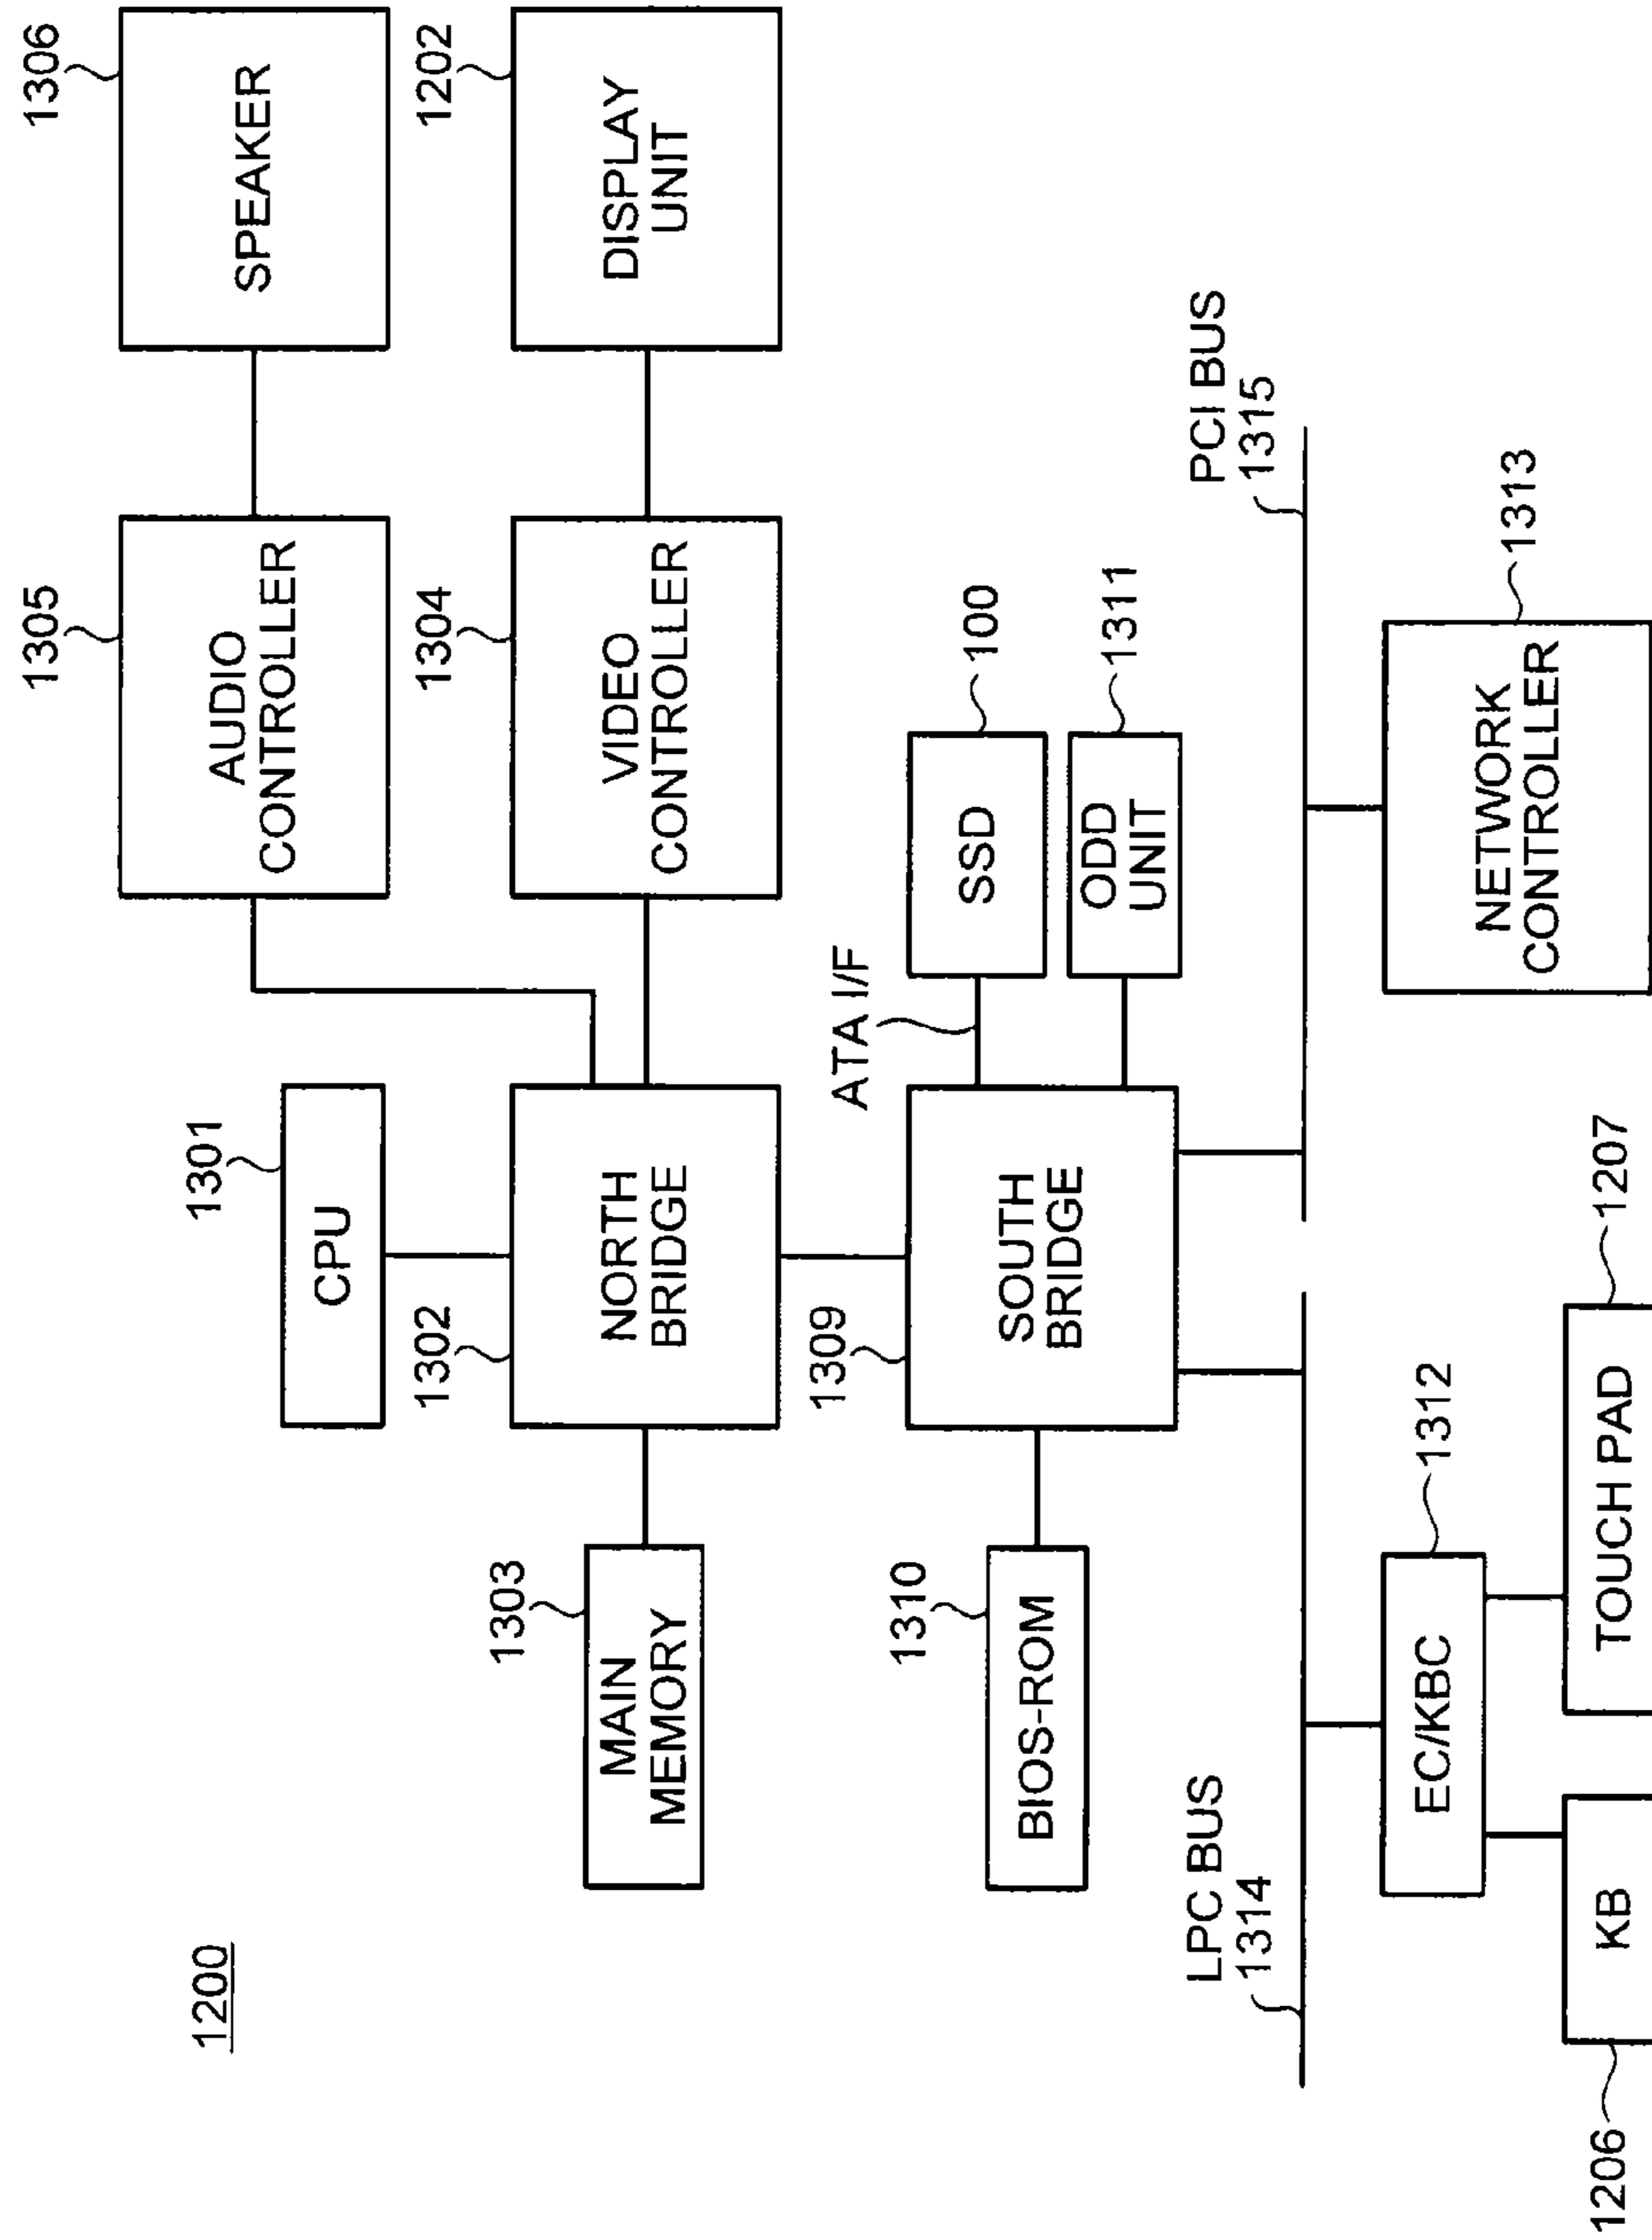 1200
1306
SPEAKER
1305
AUDIO
CONTROLLER
1202
DISPLAY
UNIT
1304
VIDEO
CONTROLLER
1301
CPU
1302
NORTH
BRIDGE
1303
MAIN
MEMORY
ATA I/F
1309
SOUTH
BRIDGE
SSD
100
ODD
UNIT
1311
1310
BIOS-ROM
LPC BUS
1314
PCI BUS
1315
EC/KBC
1312
NETWORK
CONTROLLER
1313
1206
KB
TOUCH PAD
1207